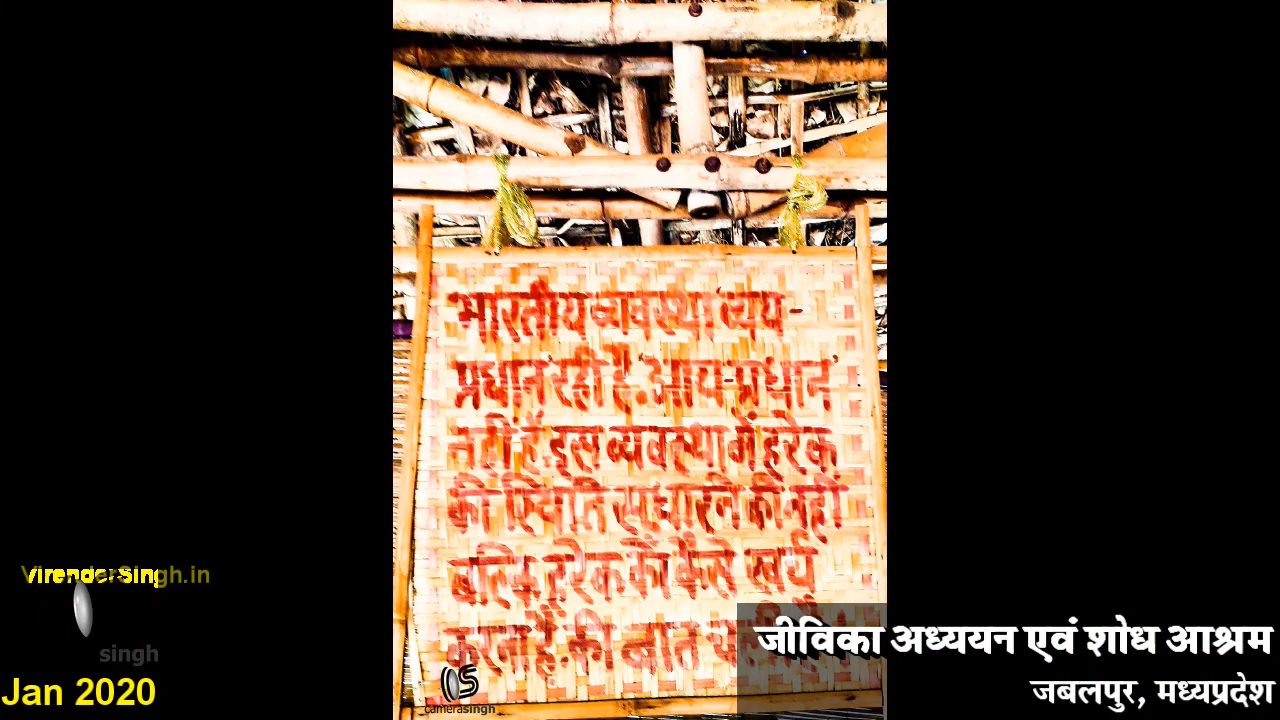 भारतीय व्यवस्था 'व्यय-
प्रधान' रही है. 'आय-प्रधान'
नहीं है. इस व्यवस्था में हरेक
की स्थिति सुधारने की नहीं
बल्कि हरेक को कैसे खर्च
करना है. की बात
VirenderSingh.in
singh
Jan 2020
camerasingh
जीविका अध्ययन एवं शोध आश्रम
जबलपुर, मध्यप्रदेश